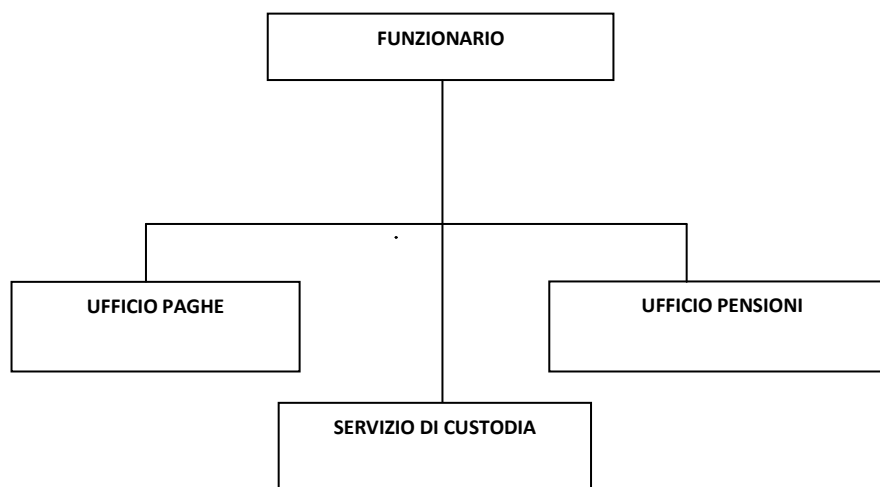 FUNZIONARIO
UFFICIO PAGHE
UFFICIO PENSIONI
SERVIZIO DI CUSTODIA